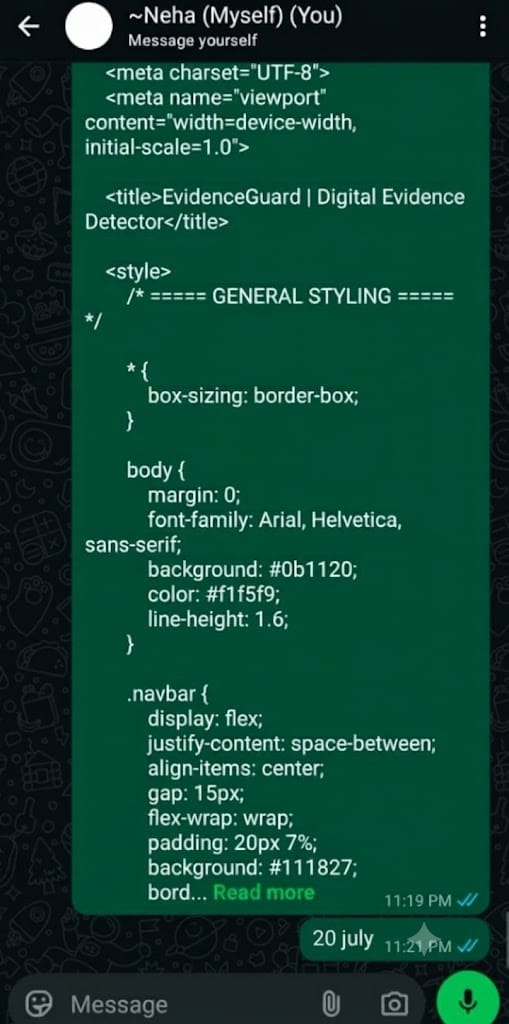 ~Neha (Myself) (You)
Message yourself
<meta charset="UTF-8">
<meta name="viewport"
content="width=device-width,
initial-scale=1.0">
<title>EvidenceGuard | Digital Evidence
Detector</title>
<style>
/* ===== GENERAL STYLING =====
*/
* {
box-sizing: border-box;
}
body {
margin: 0;
font-family: Arial, Helvetica,
sans-serif;
background: #0b1120;
color: #f1f5f9;
line-height: 1.6;
}
.navbar {
display: flex;
justify-content: space-between;
align-items: center;
gap: 15px;
flex-wrap: wrap;
padding: 20px 7%;
background: #111827;
bord... Read more
11:19 PM
20 july
11:21 PM
Message